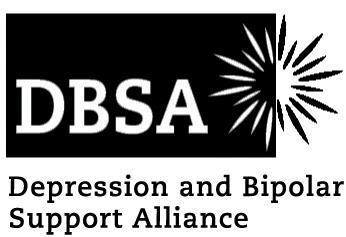 DBSA
Depression and Bipolar
Support Alliance